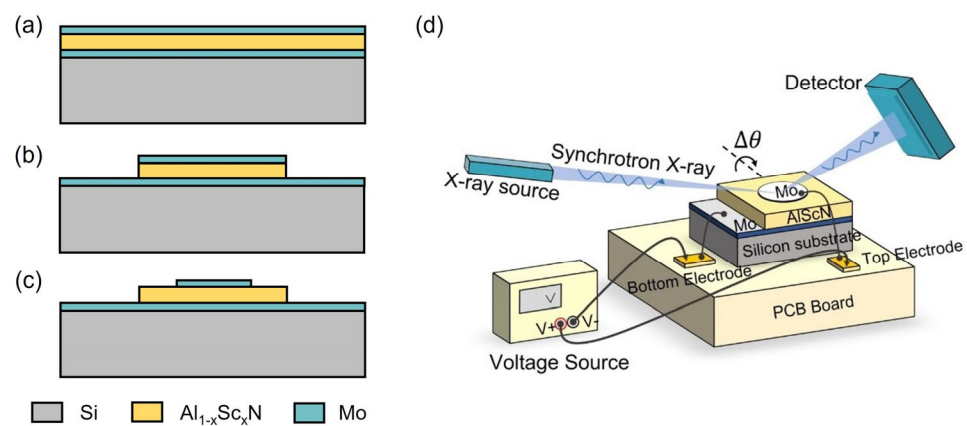 (a)
(b)
(c)
Si
Al₁₋ₓScₓN
Mo
(d)
Detector
Δθ
Synchrotron X-ray
X-ray source
Mo
Mo
AlScN
Silicon substrate
Bottom Electrode
Top Electrode
PCB Board
V
V+
V-
Voltage Source